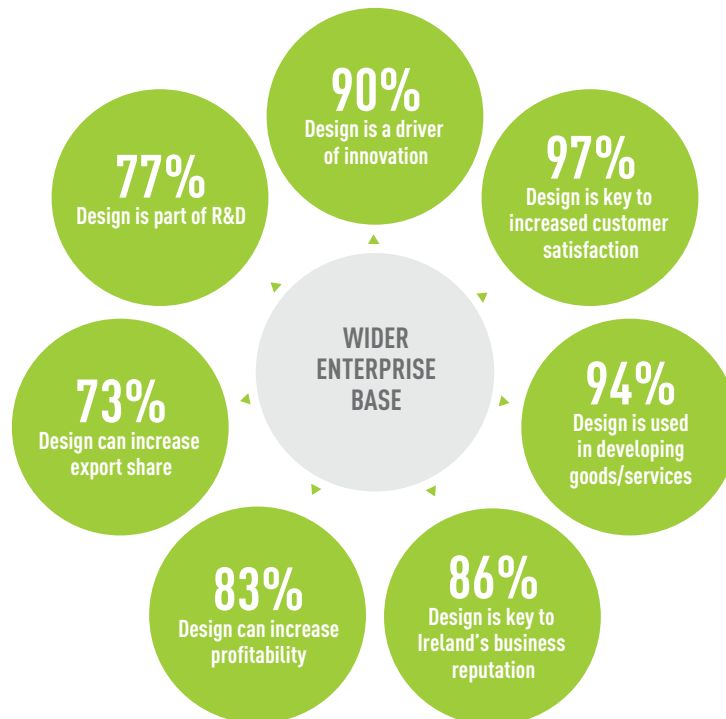 90%
Design is a driver
of innovation
97%
Design is key to
increased customer
satisfaction
94%
Design is used
in developing
goods/services
86%
Design is key to
Ireland's business
reputation
83%
Design can increase
profitability
73%
Design can increase
export share
77%
Design is part of R&D
WIDER
ENTERPRISE
BASE